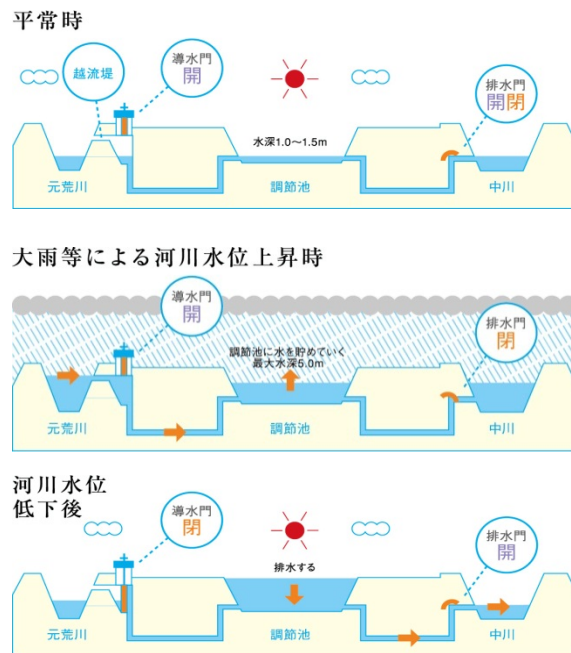 平常時
越流堤
導水門
開
排水門
開閉
水深1.0〜1.5m
元荒川
調節池
中川
大雨等による河川水位上昇時
導水門
開
排水門
閉
調節池に水を貯めていく
最大水深5.0m
元荒川
調節池
中川
河川水位
低下後
導水門
閉
排水門
開
排水する
元荒川
調節池
中川